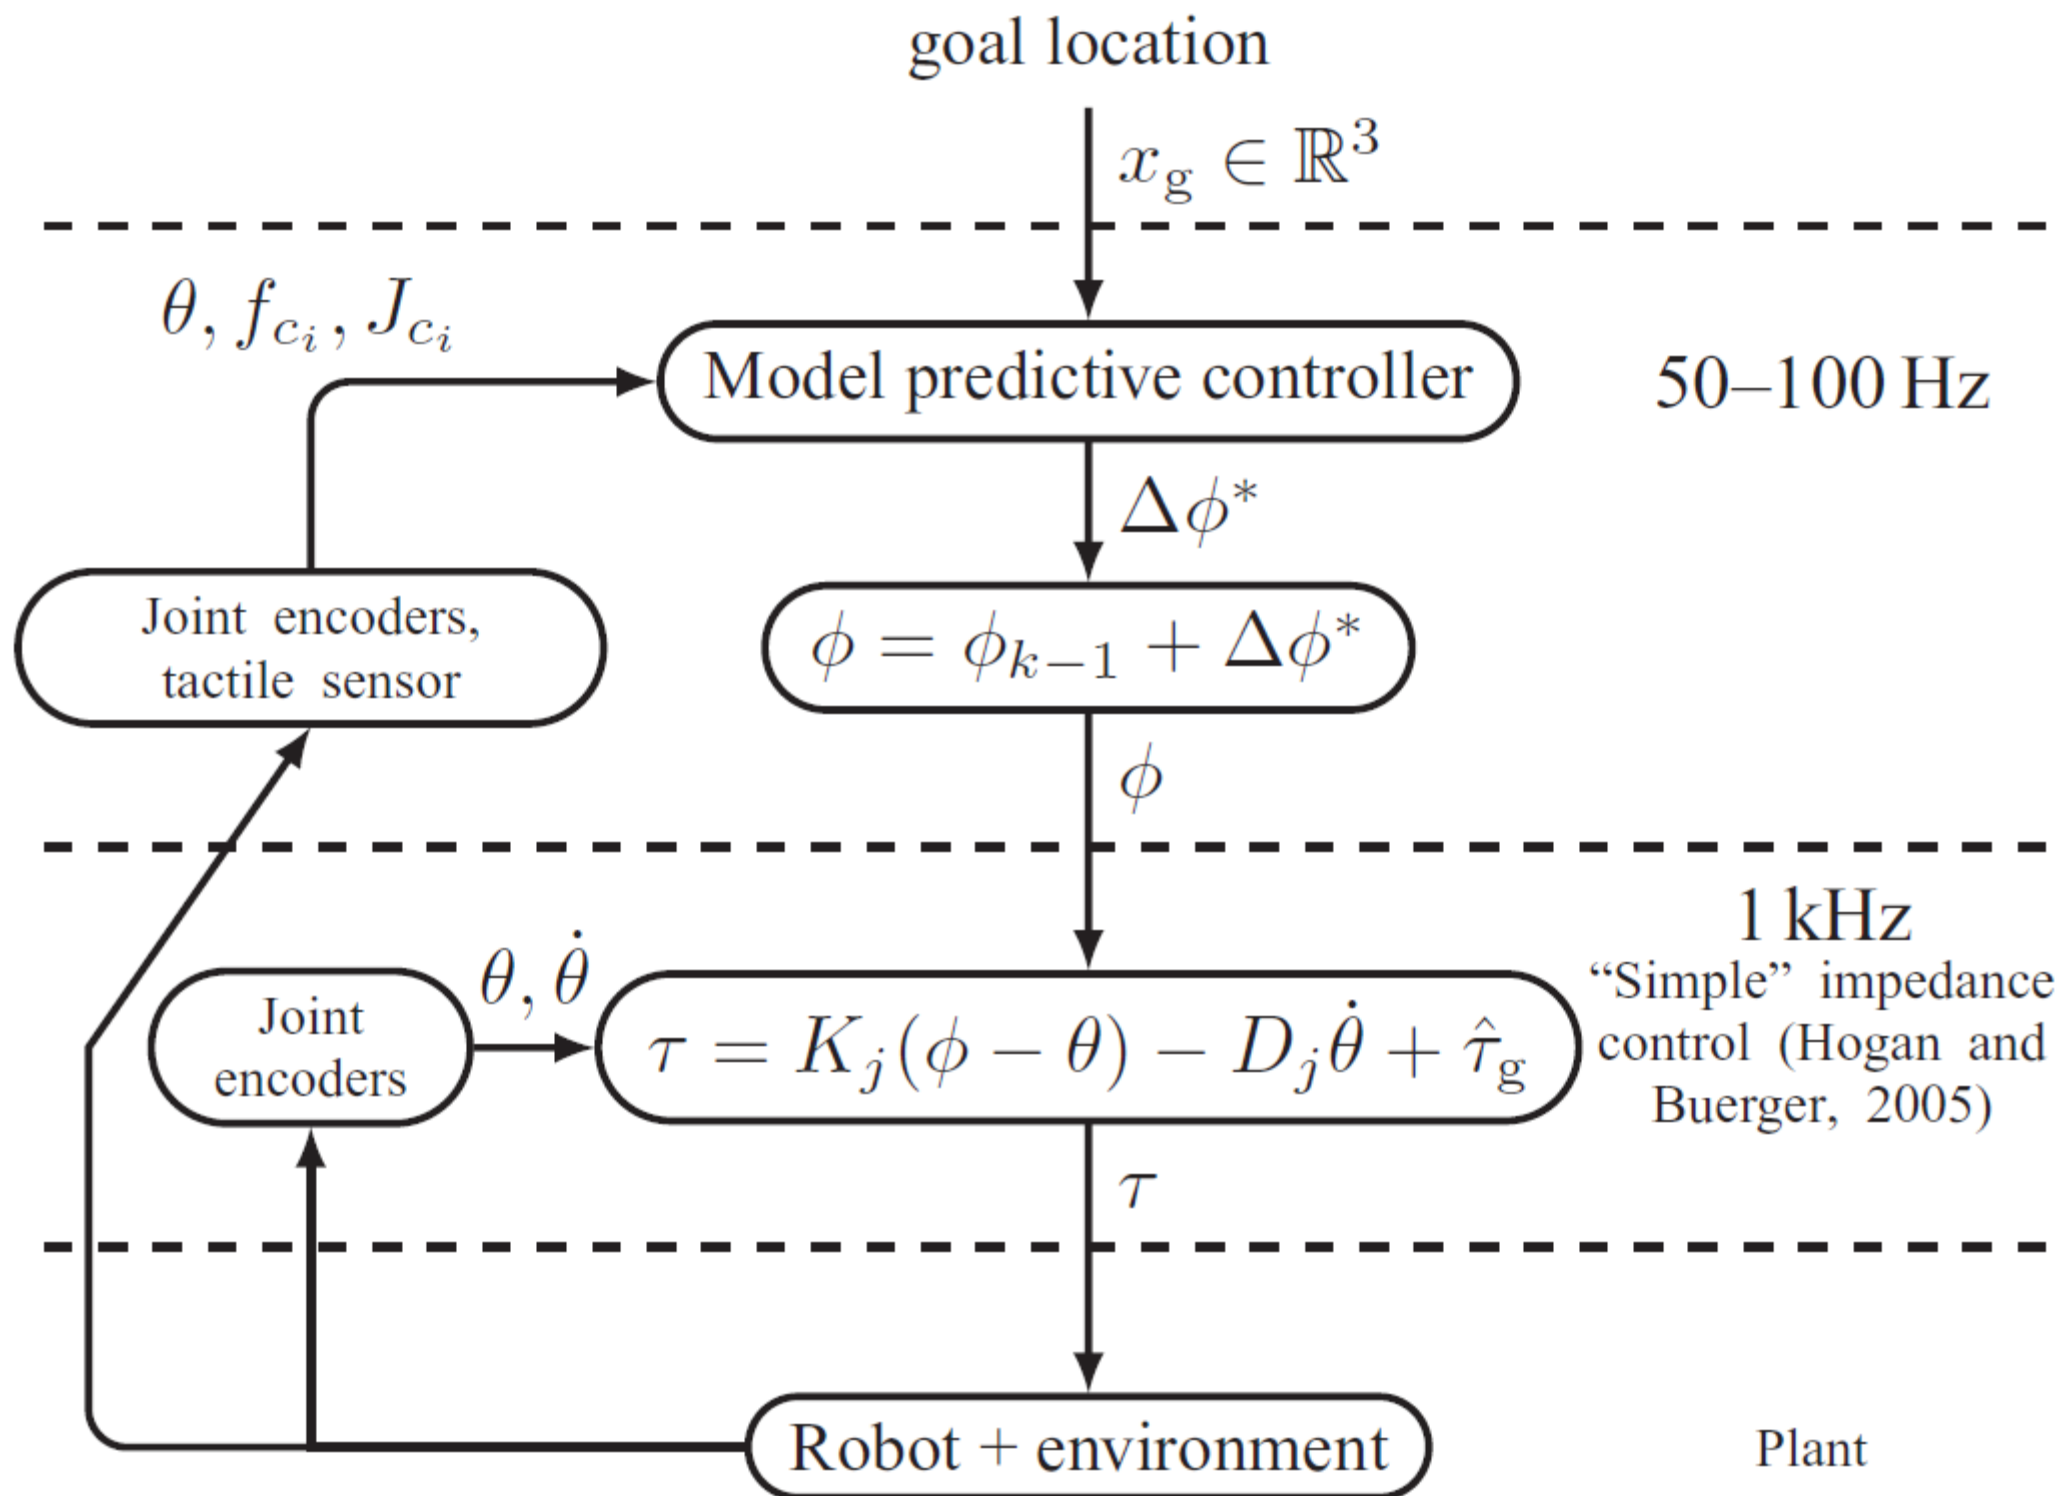 goal location
x_g ∈ ℝ³
θ, f_{c_i}, J_{c_i}
Model predictive controller
50–100 Hz
Δϕ*
Joint encoders,
tactile sensor
ϕ = ϕ_{k−1} + Δϕ*
ϕ
1 kHz
“Simple” impedance
control (Hogan and
Buerger, 2005)
Joint
encoders
θ, θ̇
τ = K_j(ϕ − θ) − D_jθ̇ + τ̂_g
τ
Robot + environment
Plant